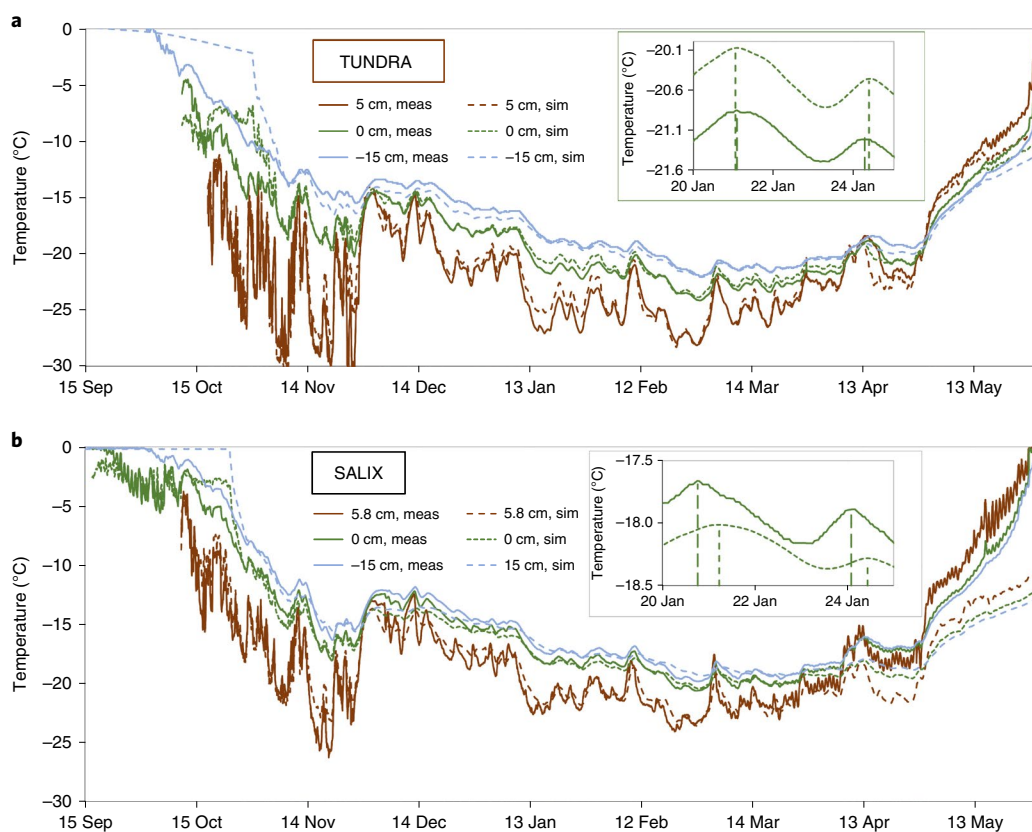 a
TUNDRA
5 cm, meas
5 cm, sim
0 cm, meas
0 cm, sim
–15 cm, meas
–15 cm, sim
Temperature (°C)
0
–5
–10
–15
–20
–25
–30
15 Sep
15 Oct
14 Nov
14 Dec
13 Jan
12 Feb
14 Mar
13 Apr
13 May
Temperature (°C)
–20.1
–20.6
–21.1
–21.6
20 Jan
22 Jan
24 Jan
b
SALIX
5.8 cm, meas
5.8 cm, sim
0 cm, meas
0 cm, sim
–15 cm, meas
15 cm, sim
Temperature (°C)
0
–5
–10
–15
–20
–25
–30
15 Sep
15 Oct
14 Nov
14 Dec
13 Jan
12 Feb
14 Mar
13 Apr
13 May
Temperature (°C)
–17.5
–18.0
–18.5
20 Jan
22 Jan
24 Jan